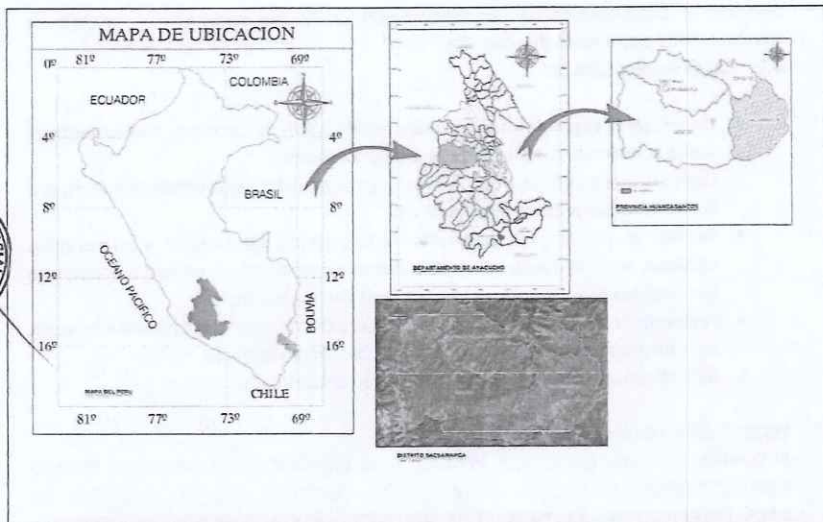 MAPA DE UBICACION
0º 81º 77º 73º 69º
COLOMBIA
ECUADOR
4º 4º
BRASIL
8º 8º
OCEANO PACIFICO
12º 12º
BOLIVIA
16º 16º
MAPA DEL PERU
CHILE
81º 77º 73º 69º
DEPARTAMENTO DE AYACUCHO
PROVINCIA HUANCASANCOS
DISTRITO SACSAMARCA